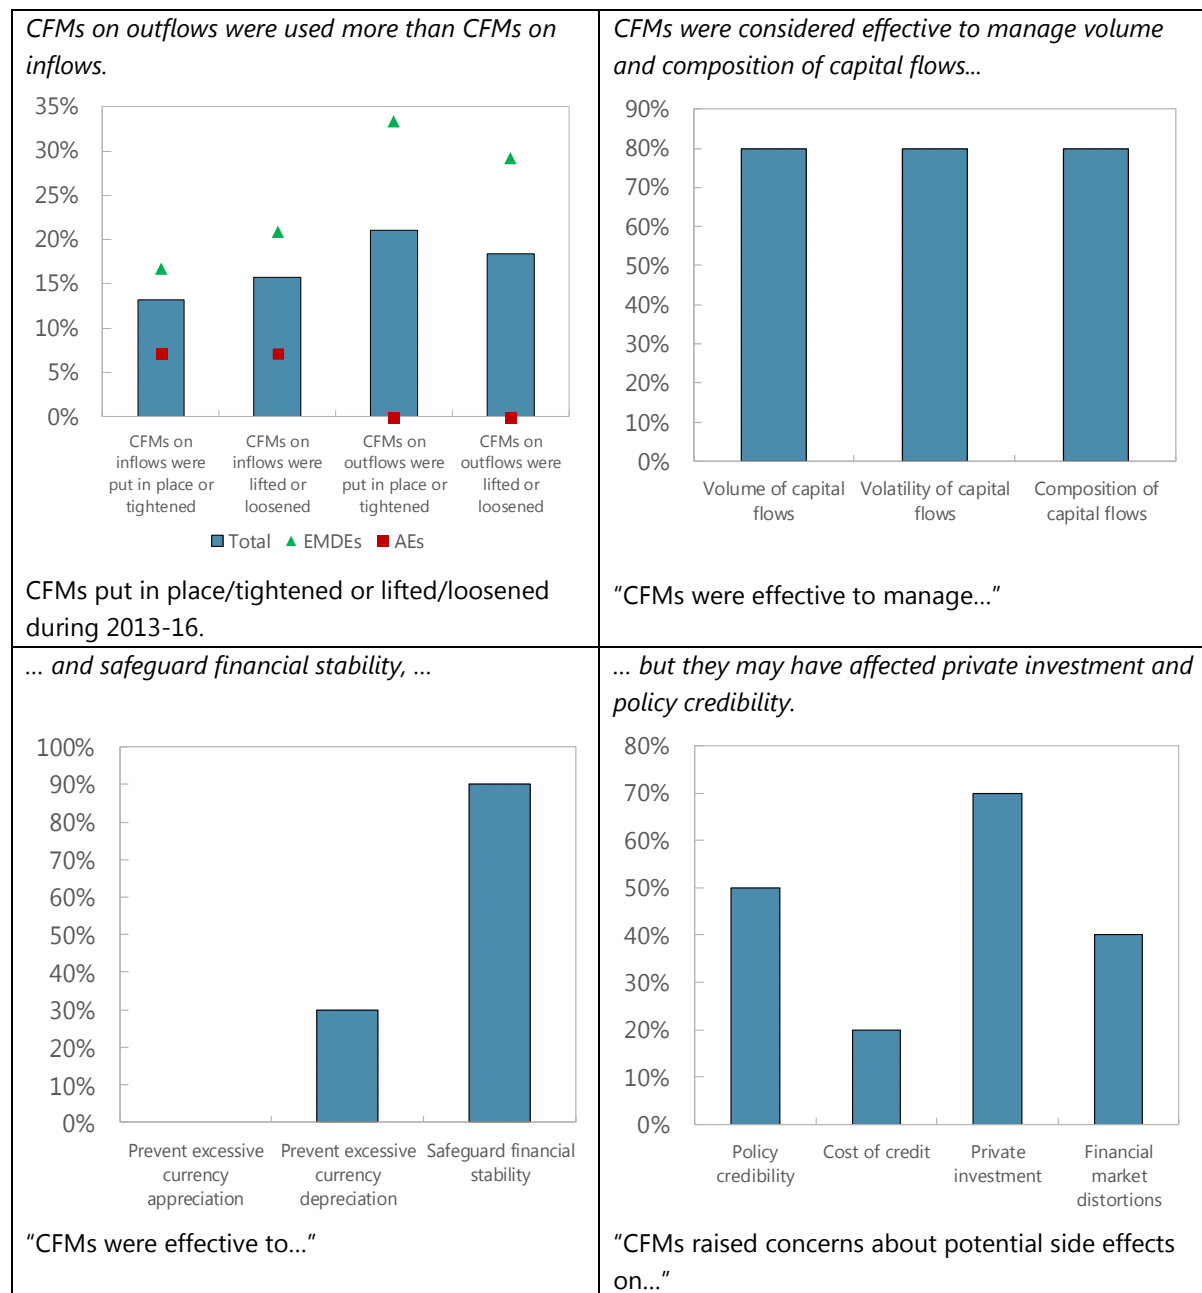 CFMs on outflows were used more than CFMs on
inflows.
35%
30%
25%
20%
15%
10%
5%
0%
CFMs on
inflows were
put in place or
tightened
CFMs on
inflows were
lifted or
loosened
CFMs on
outflows were
put in place or
tightened
CFMs on
outflows were
lifted or
loosened
Total EMDEs AEs
CFMs put in place/tightened or lifted/loosened
during 2013-16.
CFMs were considered effective to manage volume
and composition of capital flows...
90%
80%
70%
60%
50%
40%
30%
20%
10%
0%
Volume of capital
flows
Volatility of capital
flows
Composition of
capital flows
“CFMs were effective to manage…”
... and safeguard financial stability, ...
100%
90%
80%
70%
60%
50%
40%
30%
20%
10%
0%
Prevent excessive
currency
appreciation
Prevent excessive
currency
depreciation
Safeguard financial
stability
“CFMs were effective to…”
... but they may have affected private investment and
policy credibility.
80%
70%
60%
50%
40%
30%
20%
10%
0%
Policy
credibility
Cost of credit
Private
investment
Financial
market
distortions
“CFMs raised concerns about potential side effects
on…”